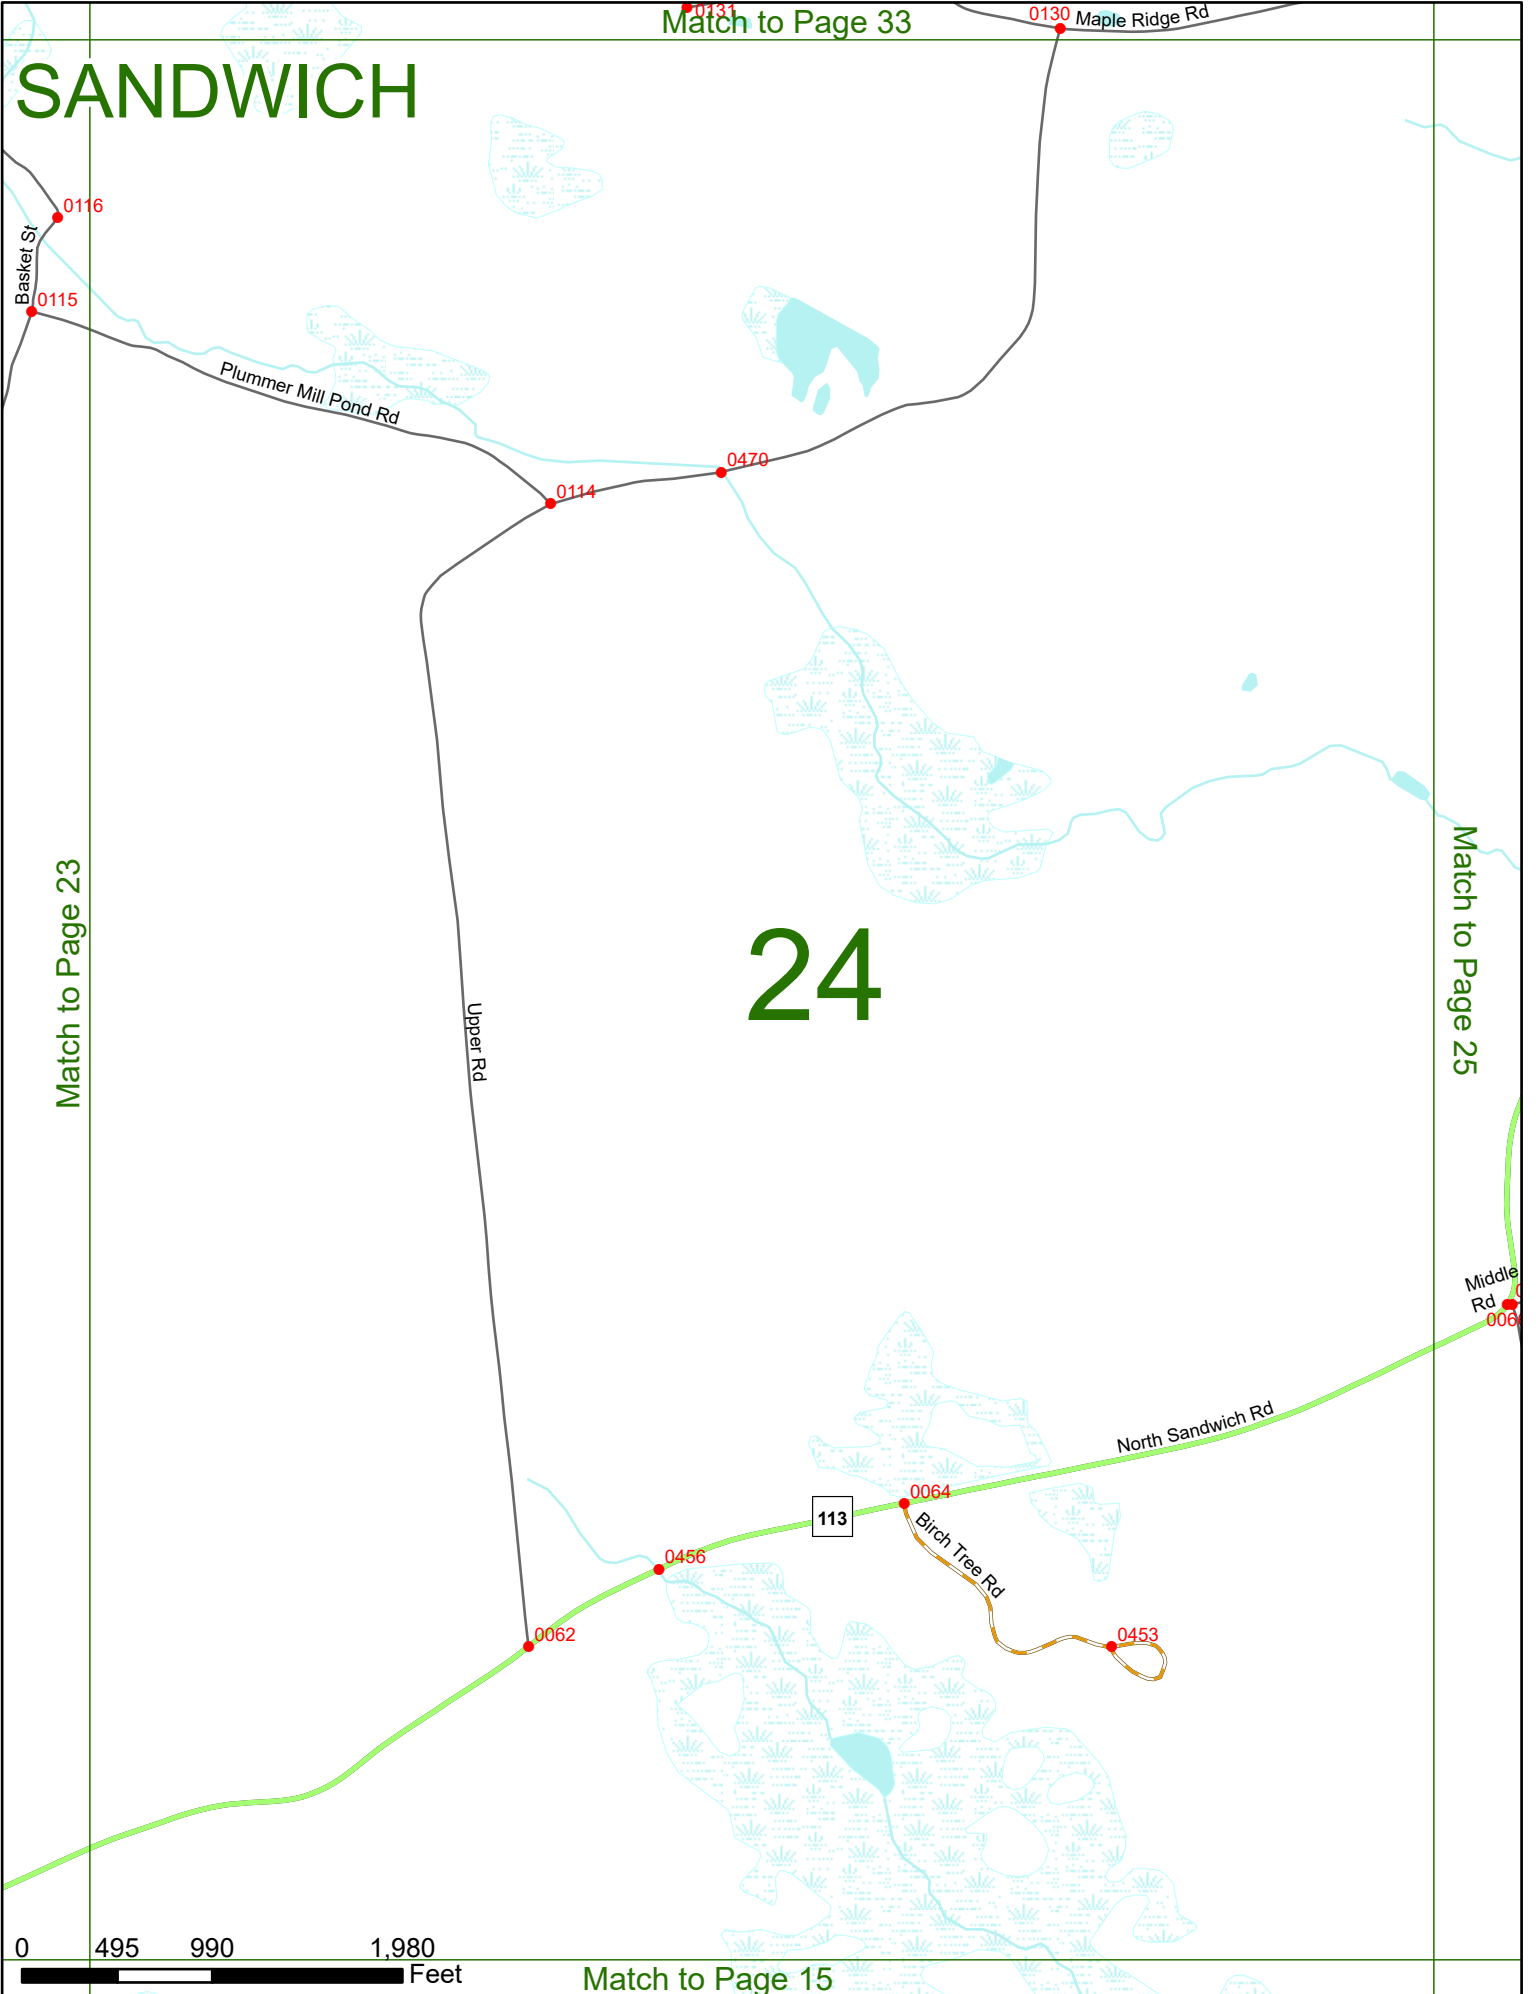 0131
Match to Page 33
0130
Maple Ridge Rd
SANDWICH
0116
Basket St
0115
Plummer Mill Pond Rd
0470
0114
Match to Page 23
24
Match to Page 25
Upper Rd
Middle
Rd
North Sandwich Rd
0064
113
Birch Tree Rd
0456
0062
0453
0 495 990 1,980
Feet
Match to Page 15